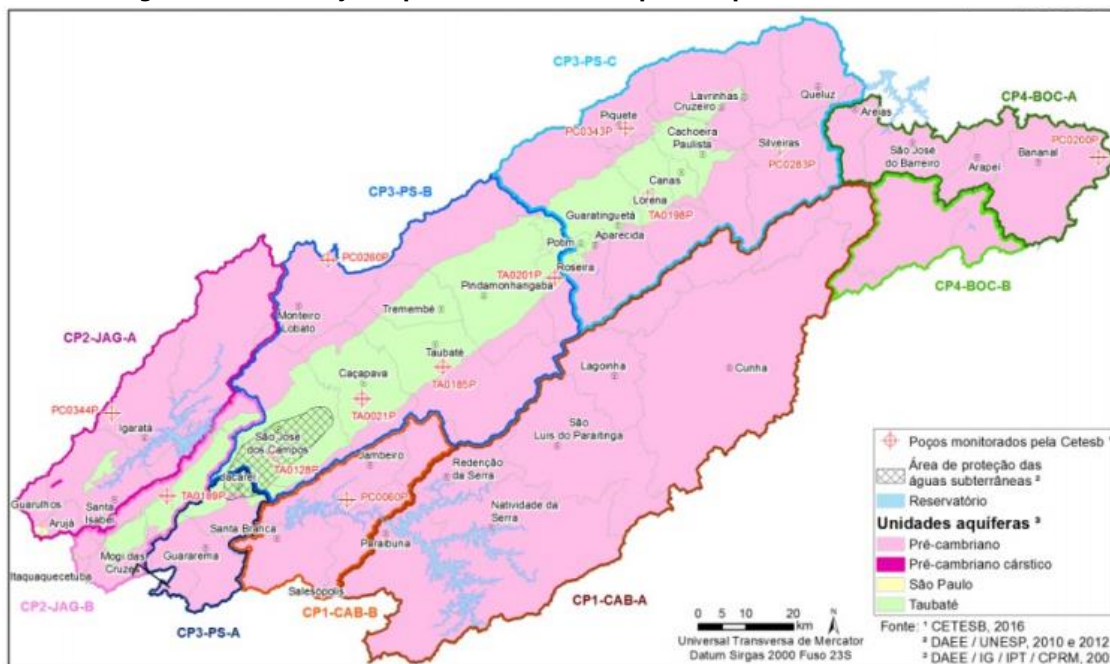 CP3-PS-C
CP4-BOC-A
Lavrinhas
Cruzeiro
Queluz
Piquete
PC0343P
Areias
Cachoeira
Paulista
Silveiras
PC0283P
São José
do Barreiro
Arapeí
Bananal
PC0200P
CP3-PS-B
Canas
Lorena
TA0198P
Guaratinguetá
Aparecida
Potim
Roseira
CP4-BOC-B
PC0260P
TA0201P
Pindamonhangaba
Monteiro
Lobato
Tremembé
CP2-JAG-A
Taubaté
TA0185P
Lagoinha
Cunha
Caçapava
TA0021P
PC0344P
Igaratá
São José
dos Campos
TA0128P
São
Luis do Paraitinga
Jambeiro
Redenção
da Serra
Jacareí
TA0189P
PC0060P
Guarulhos
Santa
Isabel
Arujá
Natividade da
Serra
Santa Branca
Paraibuna
Mogi das
Cruzes
Guararema
Itaquaquecetuba
CP2-JAG-B
CP3-PS-A
Salesópolis
CP1-CAB-B
CP1-CAB-A
Poços monitorados pela Cetesb ¹
Área de proteção das
águas subterrâneas ²
Reservatório
Unidades aquíferas ³
Pré-cambriano
Pré-cambriano cárstico
São Paulo
Taubaté
0 5 10 20
km
N
Universal Transversa de Mercator
Datum Sirgas 2000 Fuso 23S
Fonte: ¹ CETESB, 2016
² DAEE / UNESP, 2010 e 2012
³ DAEE / IG / IPT / CPRM, 200